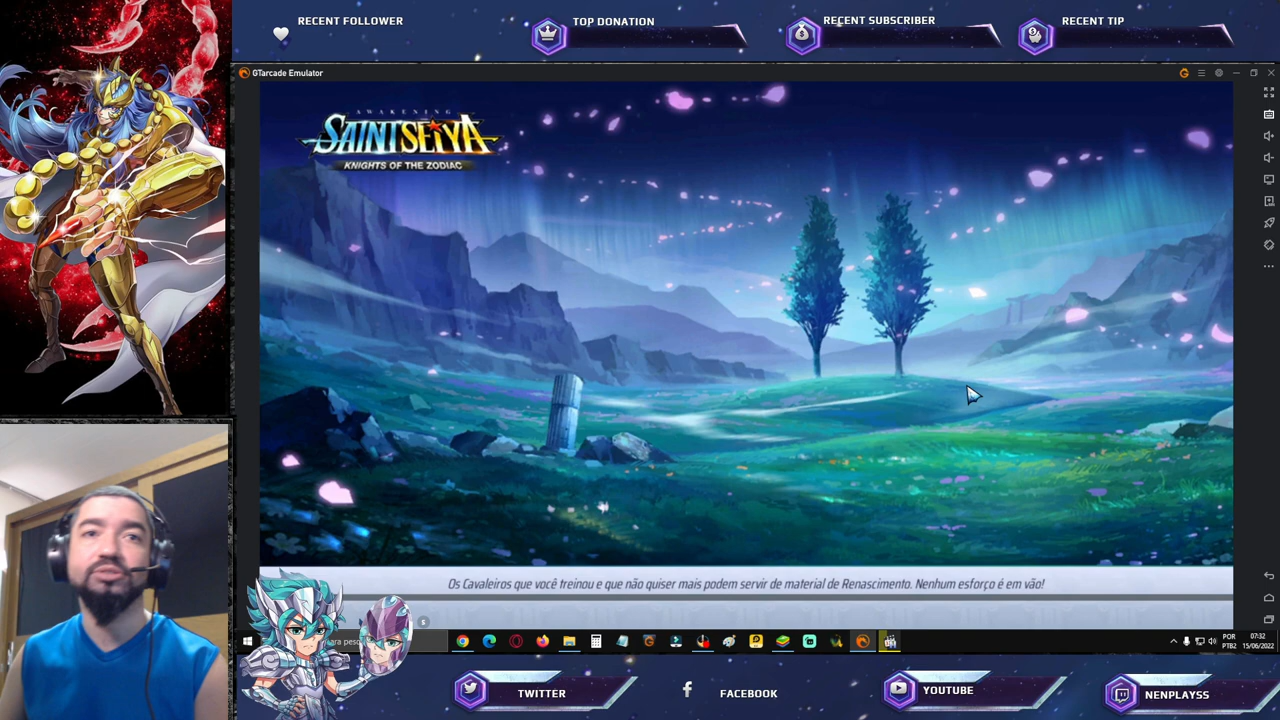 RECENT FOLLOWER
TOP DONATION
RECENT SUBSCRIBER
RECENT TIP
GTarcade Emulator
AWAKENING
SAINT SEIYA
KNIGHTS OF THE ZODIAC
Os Cavaleiros que você treinou e que não quiser mais podem servir de material de Renascimento. Nenhum esforço é em vão!
para pesq
POR
PTB2
07:32
15/06/2022
TWITTER
FACEBOOK
YOUTUBE
NENPLAYSS